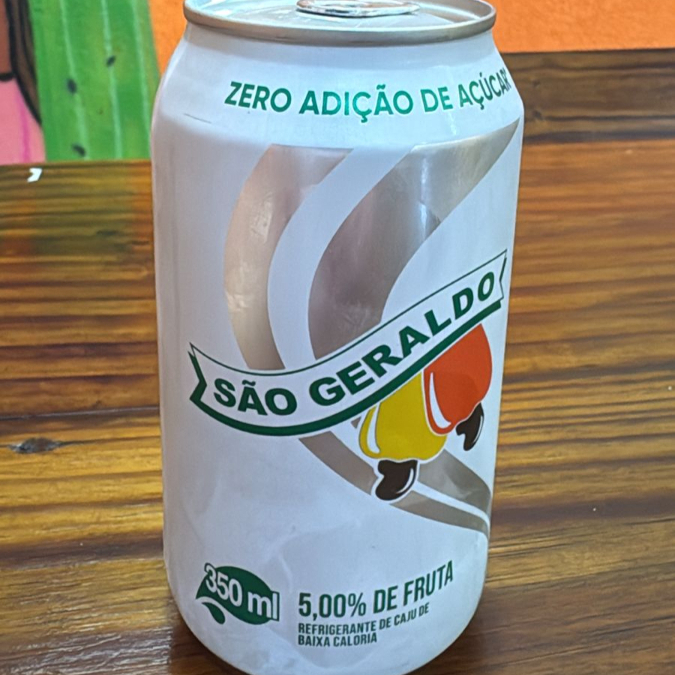 ZERO ADIÇÃO DE AÇÚCAR
SÃO GERALDO
350 ml
5,00% DE FRUTA
REFRIGERANTE DE CAJU DE
BAIXA CALORIA